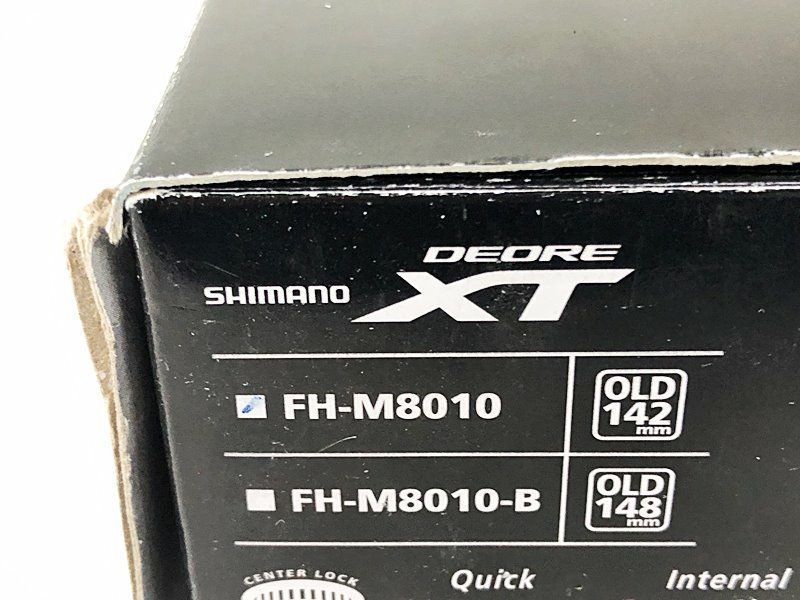 DEORE
SHIMANO XT
FH-M8010 OLD 142 mm
FH-M8010-B OLD 148 mm
CENTER LOCK Quick Internal